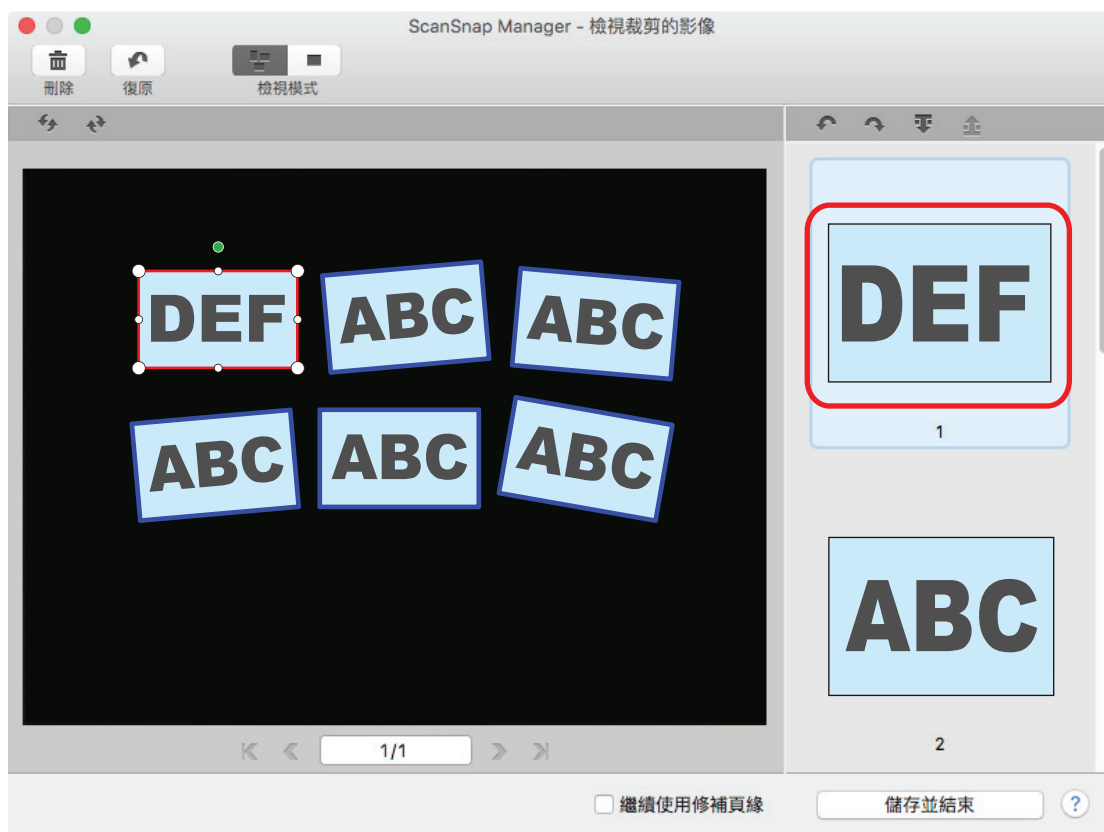 ScanSnap Manager - 檢視裁剪的影像
刪除
復原
檢視模式
DEF
ABC
ABC
ABC
ABC
ABC
1/1
DEF
1
ABC
2
繼續使用修補頁緣
儲存並結束
?